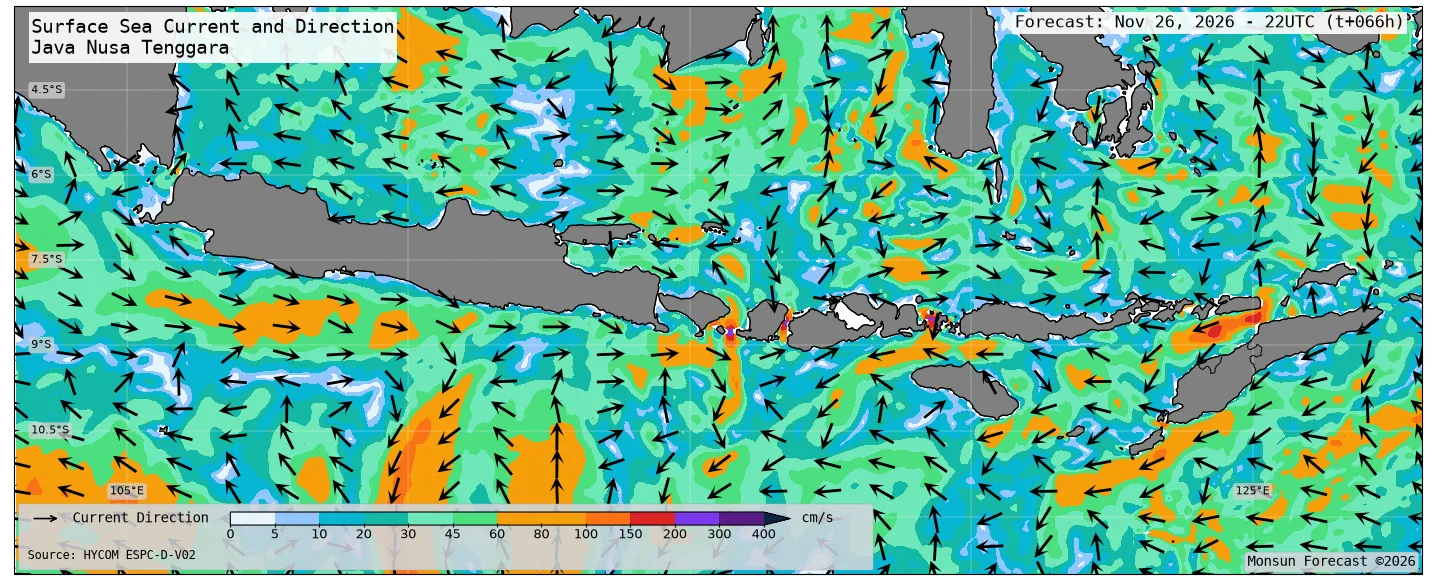 Surface Sea Current and Direction
Java Nusa Tenggara
Forecast: Nov 26, 2026 - 22UTC (t+066h)
4.5°S
6°S
7.5°S
9°S
10.5°S
105°E
125°E
Current Direction
0 5 10 20 30 45 60 80 100 150 200 300 400
cm/s
Source: HYCOM ESPC-D-V02
Monsun Forecast ©2026